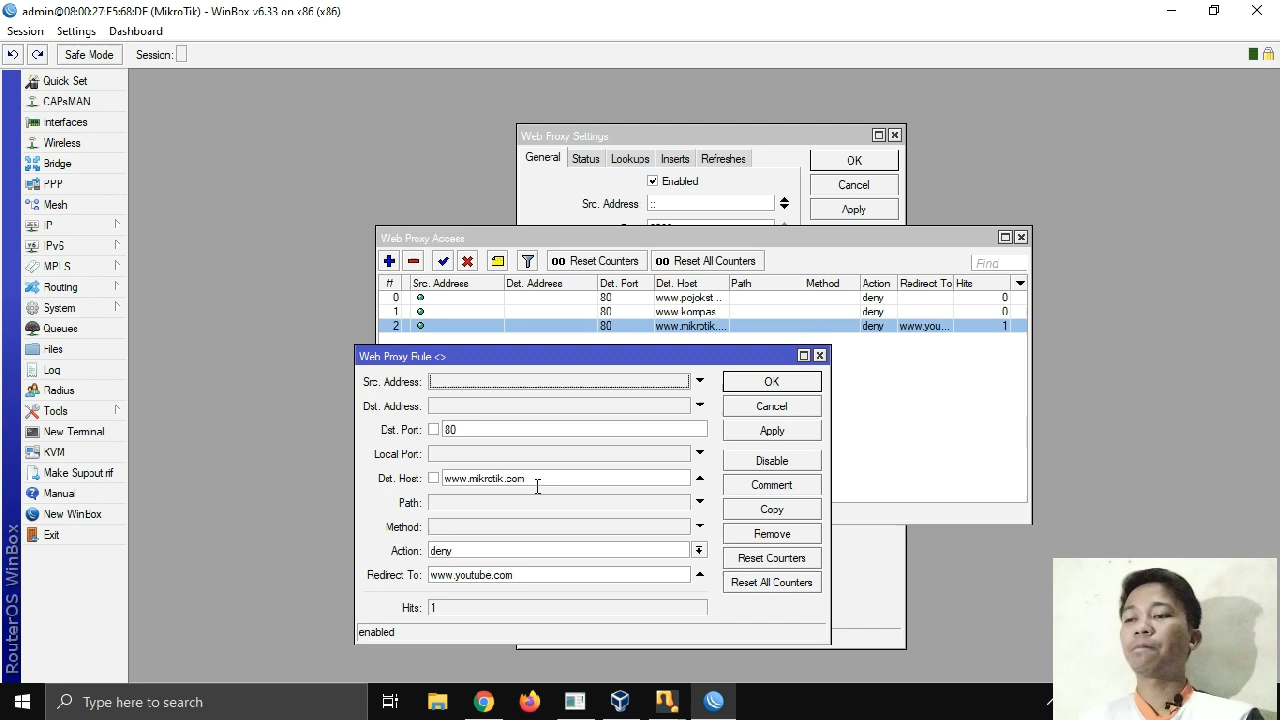 admin@08:00:27:F5:68:DE (MikroTik) - WinBox v6.33 on x86 (x86)
Session Settings Dashboard
Safe Mode Session:
Quick Set
CAPsMAN
Interfaces
Wireless
Bridge
PPP
Mesh
IP
IPv6
MPLS
Routing
System
Queues
Files
Log
Radius
Tools
New Terminal
KVM
Make Supout.rif
Manual
New WinBox
Exit
RouterOS WinBox
Web Proxy Settings
General Status Lookups Inserts Refreshes
OK
Cancel
Apply
Enabled
Src. Address: ::
Web Proxy Access
Reset Counters Reset All Counters Find
# Src. Address Dst. Address Dst. Port Dst. Host Path Method Action Redirect To Hits
0 80 www.pojokst... deny 0
1 80 www.kompas deny 0
2 80 www.mikrotik.... deny www.you... 1
Web Proxy Rule <>
Src. Address:
Dst. Address:
Dst. Port: 80
Local Port:
Dst. Host: www.mikrotik.com
Path:
Method:
Action: deny
Redirect To: www.youtube.com
Hits: 1
enabled
OK
Cancel
Apply
Disable
Comment
Copy
Remove
Reset Counters
Reset All Counters
Type here to search